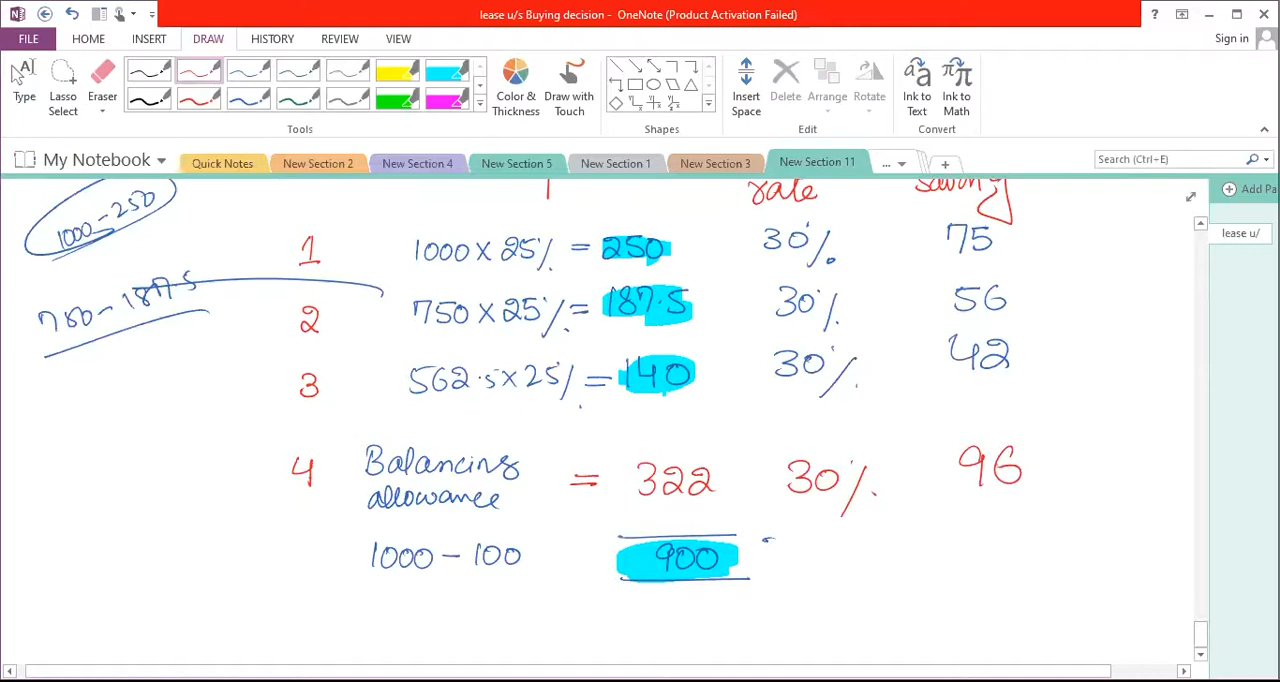 lease u/s Buying decision - OneNote (Product Activation Failed)
FILE HOME INSERT DRAW HISTORY REVIEW VIEW
Sign in
Type
Lasso Select
Eraser
Color & Thickness
Draw with Touch
Insert Space
Delete
Arrange
Rotate
Ink to Text
Ink to Math
Tools
Shapes
Edit
Convert
My Notebook
Quick Notes
New Section 2
New Section 4
New Section 5
New Section 1
New Section 3
New Section 11
...
Search (Ctrl+E)
Add Pa
lease u/
rate saving
1000-250
1 1000 x 25% = 250 30% 75
750-187.5
2 750 x 25% = 187.5 30% 56
3 562.5 x 25% = 140 30% 42
4 Balancing allowance = 322 30% 96
1000 - 100 900